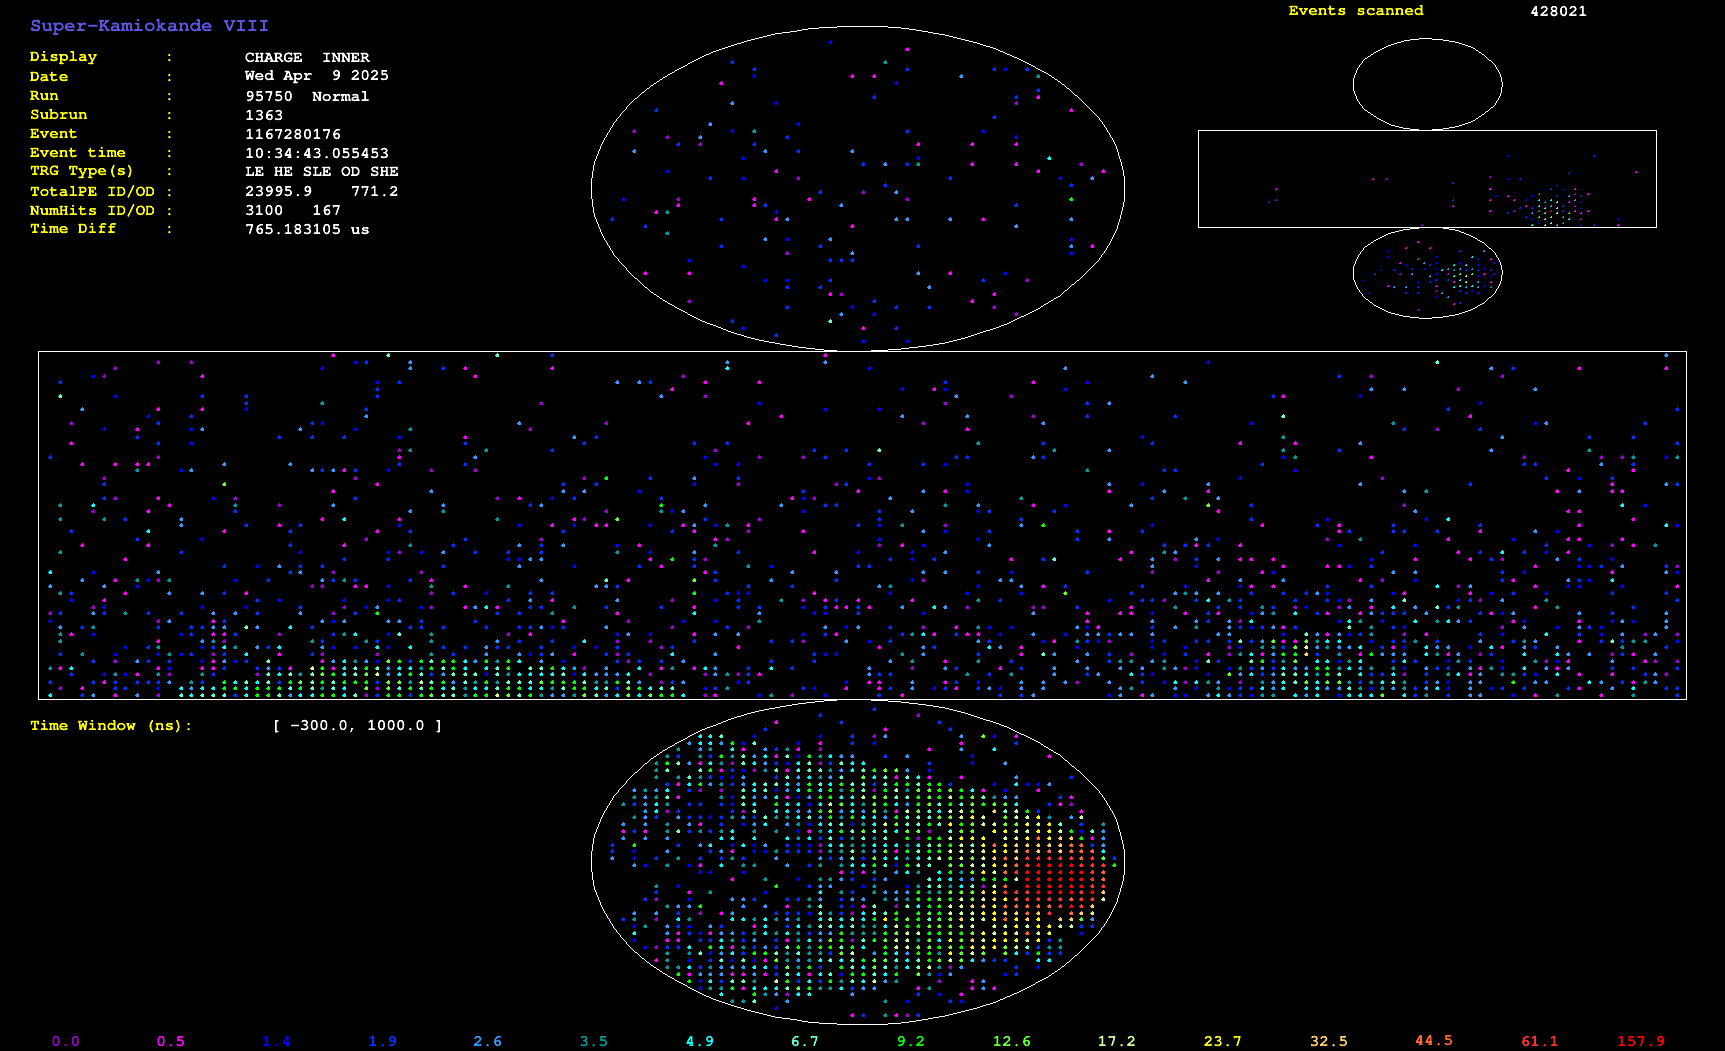 Super-Kamiokande VIII
Events scanned 428021
Display : CHARGE INNER
Date : Wed Apr 9 2025
Run : 95750 Normal
Subrun : 1363
Event : 1167280176
Event time : 10:34:43.055453
TRG Type(s) : LE HE SLE OD SHE
TotalPE ID/OD : 23995.9 771.2
NumHits ID/OD : 3100 167
Time Diff : 765.183105 us
Time Window (ns): [ -300.0, 1000.0 ]
0.0 0.5 1.4 1.9 2.6 3.5 4.9 6.7 9.2 12.6 17.2 23.7 32.5 44.5 61.1 157.9